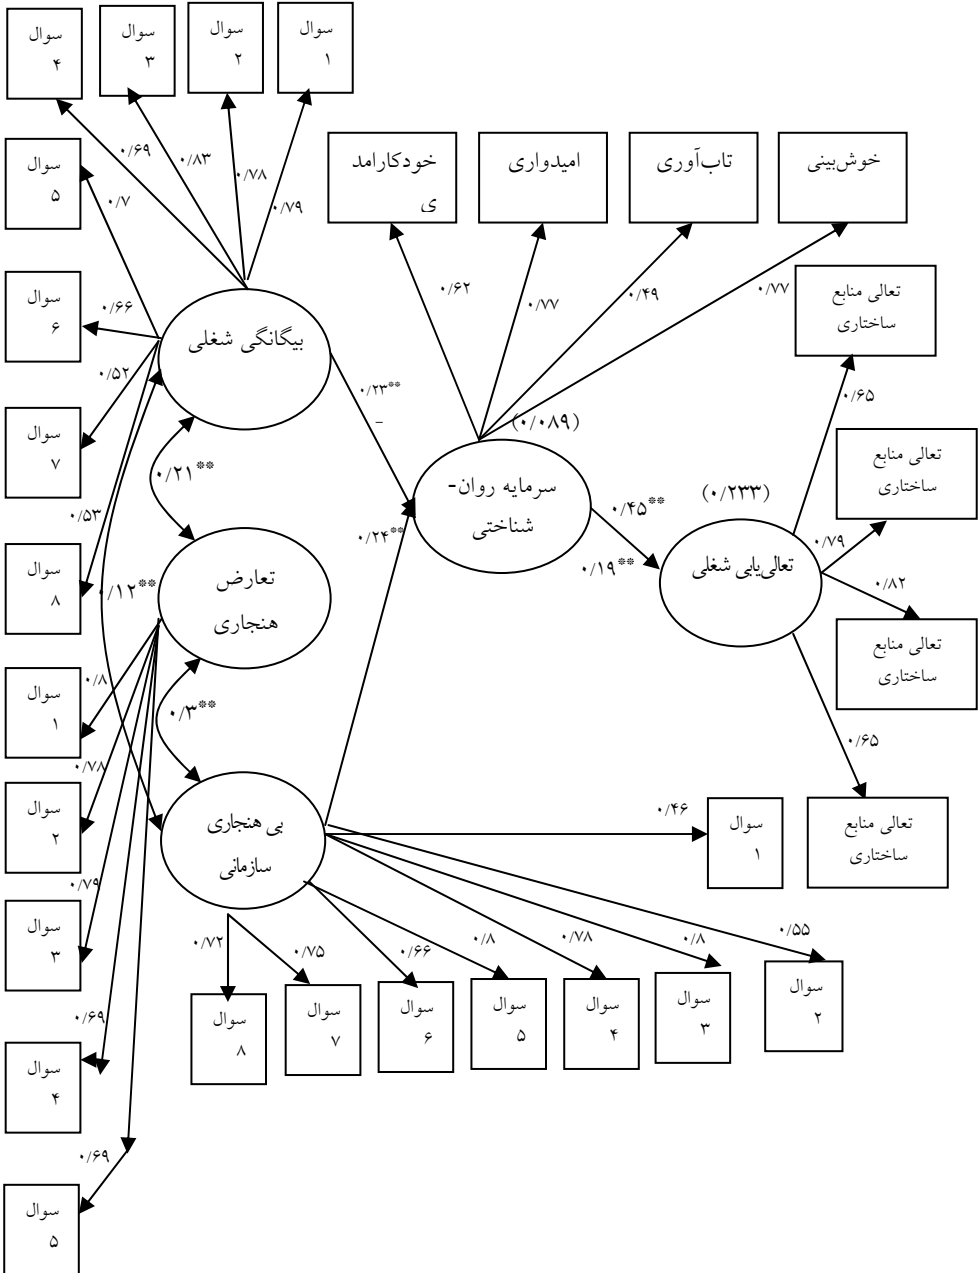 سوال
۴
سوال
۳
سوال
۲
سوال
۱
۰/۶۹
۰/۸۳
۰/۷۸
۰/۷۹
سوال
۵
۰/۷
خودکارامد
ی
امیدواری
تاب‌آوری
خوش‌بینی
سوال
۶
۰/۶۶
بیگانگی شغلی
۰/۶۲
۰/۷۷
۰/۴۹
۰/۷۷
تعالی منابع
ساختاری
۰/۵۲
۰/۲۳**
-
۰/۶۵
سوال
۷
(۰/۰۸۹)
۰/۲۱**
سرمایه روان-
شناختی
تعالی منابع
ساختاری
۰/۵۳
۰/۲۴**
۰/۴۵**
(۰/۲۳۳)
۰/۷۹
سوال
۸
۰/۱۲**
تعارض
هنجاری
۰/۱۹**
تعالی‌یابی شغلی
۰/۸۲
تعالی منابع
ساختاری
سوال
۱
۰/۸
۰/۳**
۰/۶۵
۰/۷۸
سوال
۲
بی هنجاری
سازمانی
۰/۴۶
سوال
۱
تعالی منابع
ساختاری
۰/۷۹
سوال
۳
۰/۷۲
۰/۷۵
۰/۶۶
۰/۸
۰/۷۸
۰/۸
۰/۵۵
سوال
۸
سوال
۷
سوال
۶
سوال
۵
سوال
۴
سوال
۳
سوال
۲
۰/۶۹
سوال
۴
۰/۶۹
سوال
۵